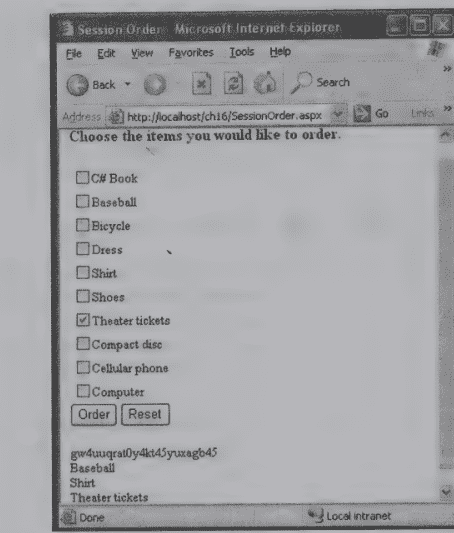 Session Order Microsoft Internet Explorer
File Edit View Favorites Tools Help
Back Search
Address http://localhost/ch16/SessionOrder.aspx Go Links
Choose the items you would like to order.
C# Book
Baseball
Bicycle
Dress
Shirt
Shoes
Theater tickets
Compact disc
Cellular phone
Computer
Order Reset
gw4uuqrat0y4kt45yuxagb45
Baseball
Shirt
Theater tickets
Done Local intranet